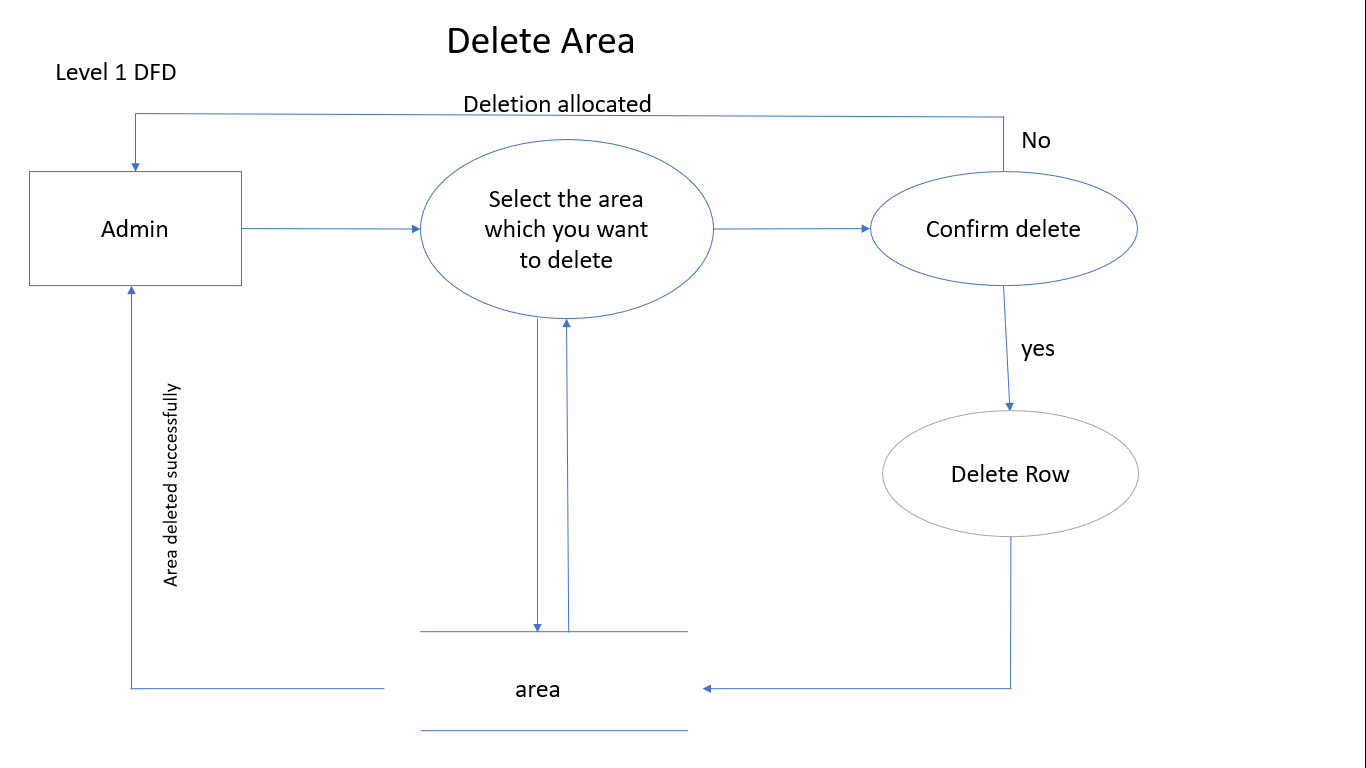 Delete Area
Level 1 DFD
Deletion allocated
No
Admin
Select the area
which you want
to delete
Confirm delete
yes
Area deleted successfully
Delete Row
area